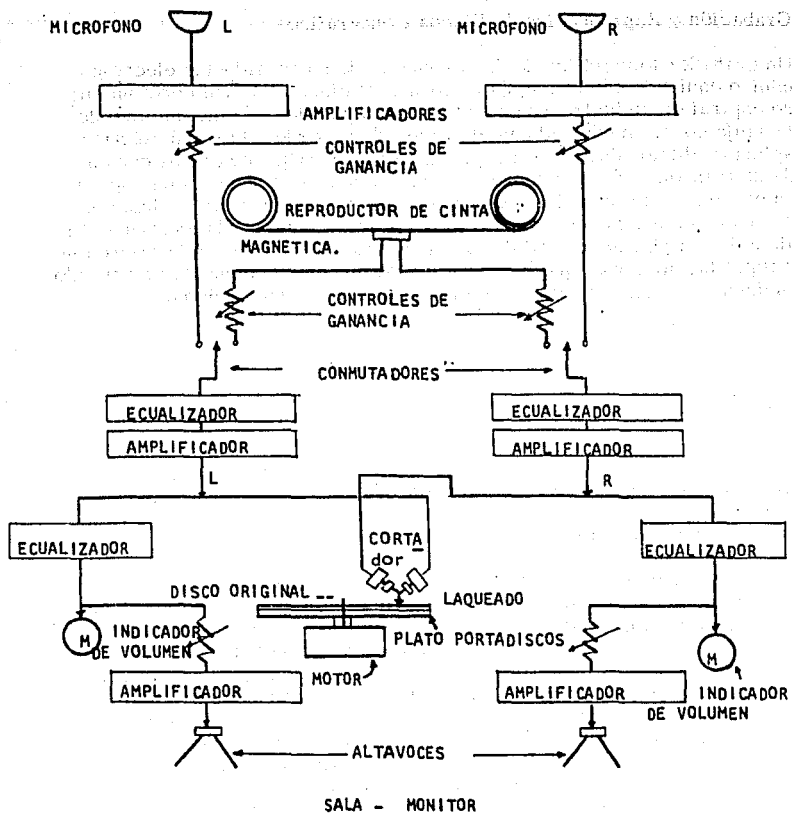 MICROFONO L
MICROFONO R
AMPLIFICADORES
CONTROLES DE
GANANCIA
REPRODUCTOR DE CINTA
MAGNETICA.
CONTROLES DE
GANANCIA
CONMUTADORES
ECUALIZADOR
ECUALIZADOR
AMPLIFICADOR
AMPLIFICADOR
L
R
ECUALIZADOR
CORTA
dor
ECUALIZADOR
DISCO ORIGINAL
LAQUEADO
M
INDICADOR
DE VOLUMEN
PLATO PORTADISCOS
M
MOTOR
AMPLIFICADOR
AMPLIFICADOR
INDICADOR
DE VOLUMEN
ALTAVOCES
SALA - MONITOR